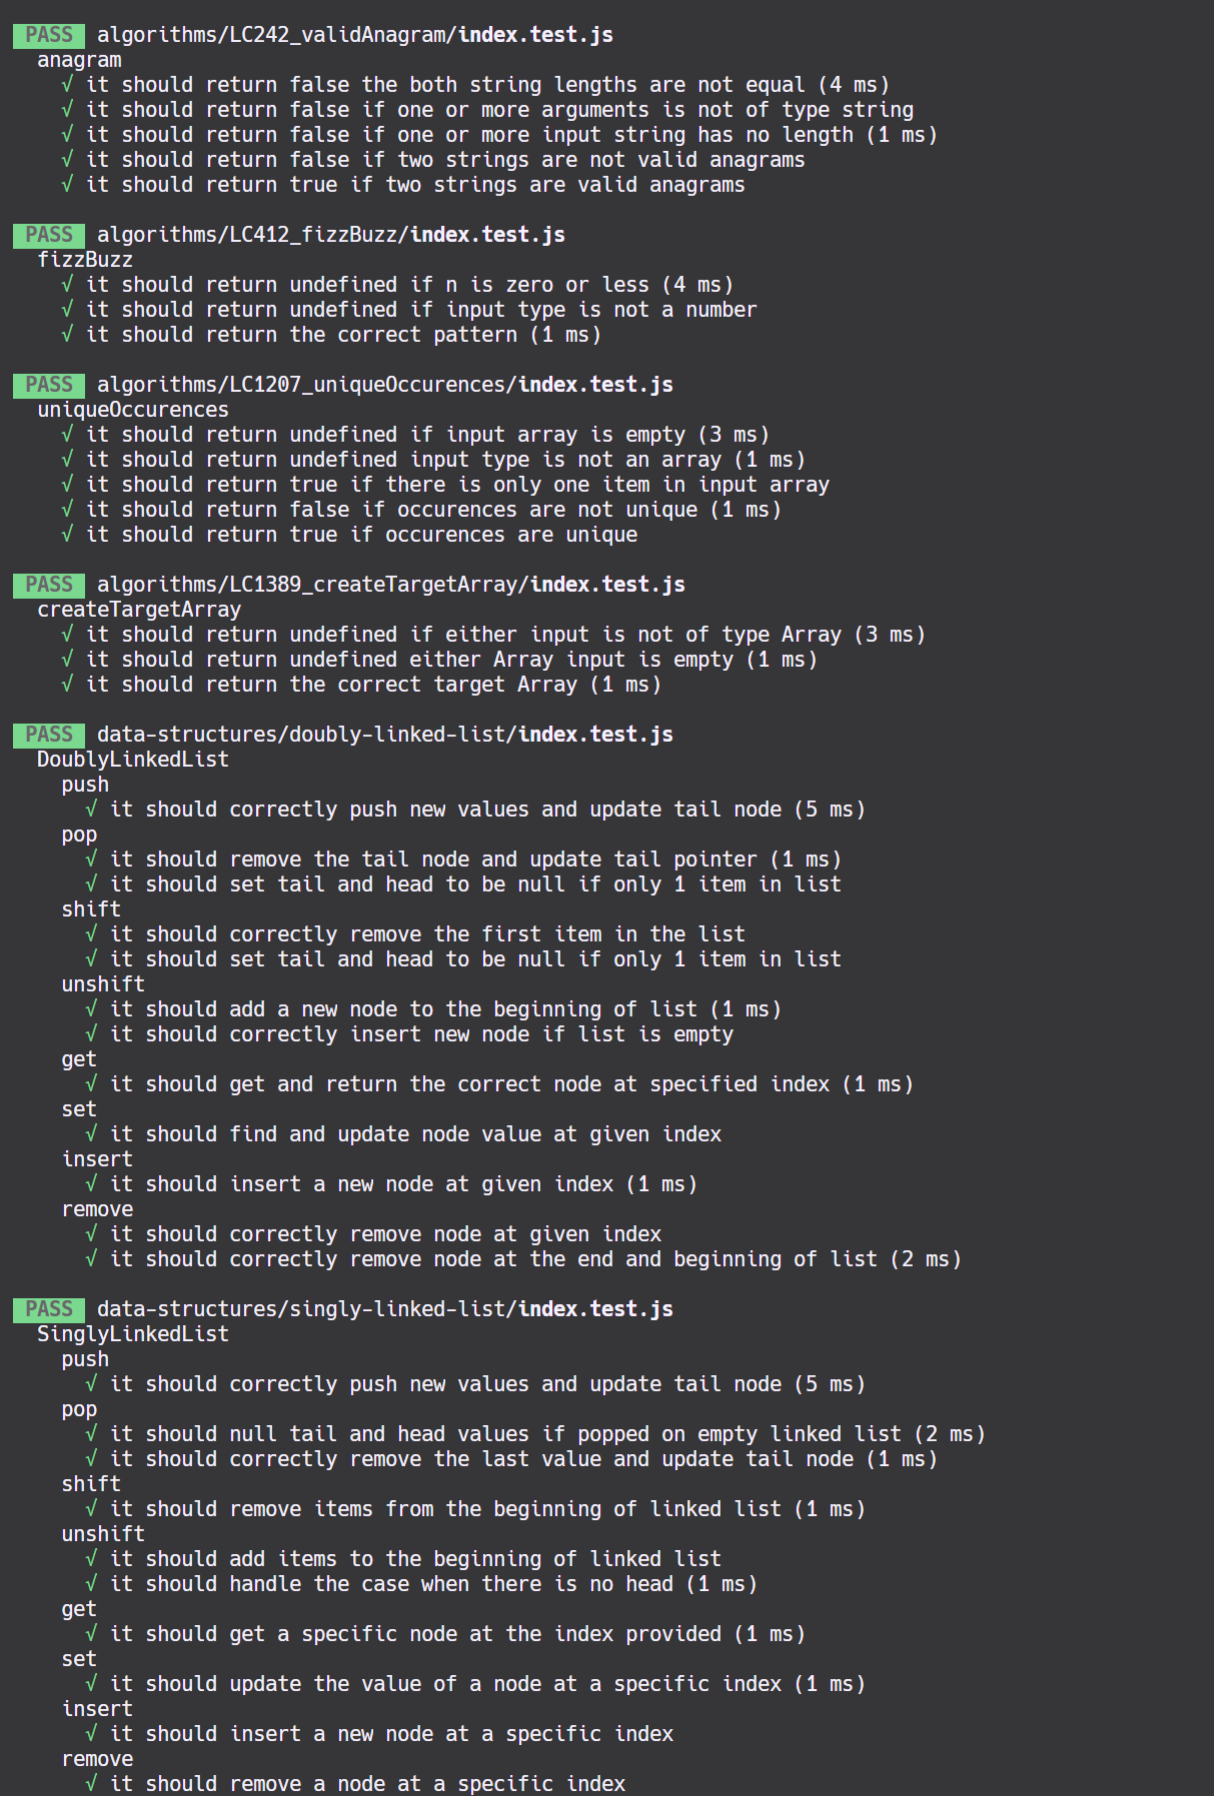 PASS algorithms/LC242_validAnagram/index.test.js
anagram
√ it should return false the both string lengths are not equal (4 ms)
√ it should return false if one or more arguments is not of type string
√ it should return false if one or more input string has no length (1 ms)
√ it should return false if two strings are not valid anagrams
√ it should return true if two strings are valid anagrams
PASS algorithms/LC412_fizzBuzz/index.test.js
fizzBuzz
√ it should return undefined if n is zero or less (4 ms)
√ it should return undefined if input type is not a number
√ it should return the correct pattern (1 ms)
PASS algorithms/LC1207_uniqueOccurences/index.test.js
uniqueOccurences
√ it should return undefined if input array is empty (3 ms)
√ it should return undefined input type is not an array (1 ms)
√ it should return true if there is only one item in input array
√ it should return false if occurences are not unique (1 ms)
√ it should return true if occurences are unique
PASS algorithms/LC1389_createTargetArray/index.test.js
createTargetArray
√ it should return undefined if either input is not of type Array (3 ms)
√ it should return undefined either Array input is empty (1 ms)
√ it should return the correct target Array (1 ms)
PASS data-structures/doubly-linked-list/index.test.js
DoublyLinkedList
push
√ it should correctly push new values and update tail node (5 ms)
pop
√ it should remove the tail node and update tail pointer (1 ms)
√ it should set tail and head to be null if only 1 item in list
shift
√ it should correctly remove the first item in the list
√ it should set tail and head to be null if only 1 item in list
unshift
√ it should add a new node to the beginning of list (1 ms)
√ it should correctly insert new node if list is empty
get
√ it should get and return the correct node at specified index (1 ms)
set
√ it should find and update node value at given index
insert
√ it should insert a new node at given index (1 ms)
remove
√ it should correctly remove node at given index
√ it should correctly remove node at the end and beginning of list (2 ms)
PASS data-structures/singly-linked-list/index.test.js
SinglyLinkedList
push
√ it should correctly push new values and update tail node (5 ms)
pop
√ it should null tail and head values if popped on empty linked list (2 ms)
√ it should correctly remove the last value and update tail node (1 ms)
shift
√ it should remove items from the beginning of linked list (1 ms)
unshift
√ it should add items to the beginning of linked list
√ it should handle the case when there is no head (1 ms)
get
√ it should get a specific node at the index provided (1 ms)
set
√ it should update the value of a node at a specific index (1 ms)
insert
√ it should insert a new node at a specific index
remove
√ it should remove a node at a specific index